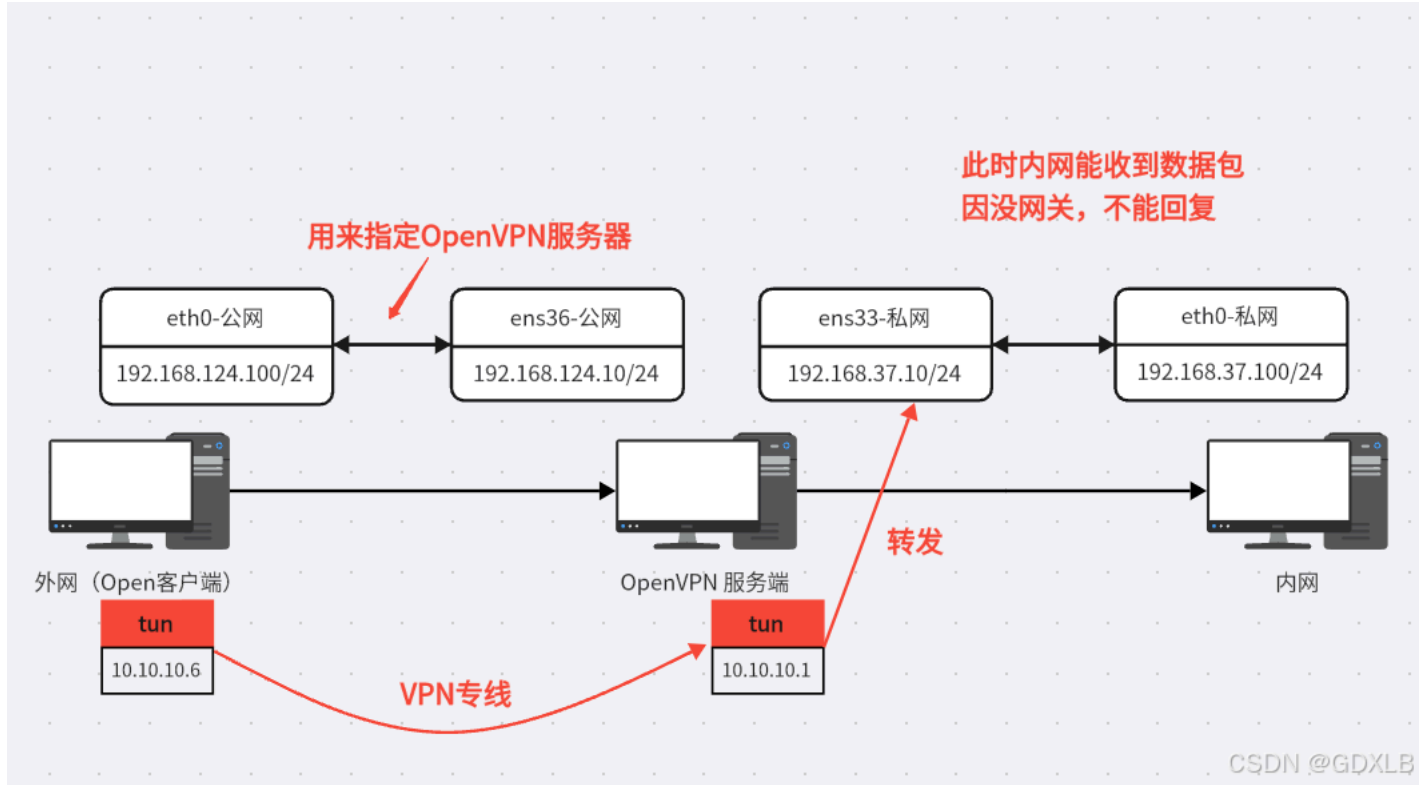 此时内网能收到数据包
因没网关，不能回复
用来指定OpenVPN服务器
eth0-公网
192.168.124.100/24
ens36-公网
192.168.124.10/24
ens33-私网
192.168.37.10/24
eth0-私网
192.168.37.100/24
转发
外网（Open客户端）
OpenVPN 服务端
内网
tun
10.10.10.6
tun
10.10.10.1
VPN专线
CSDN @GDXLB